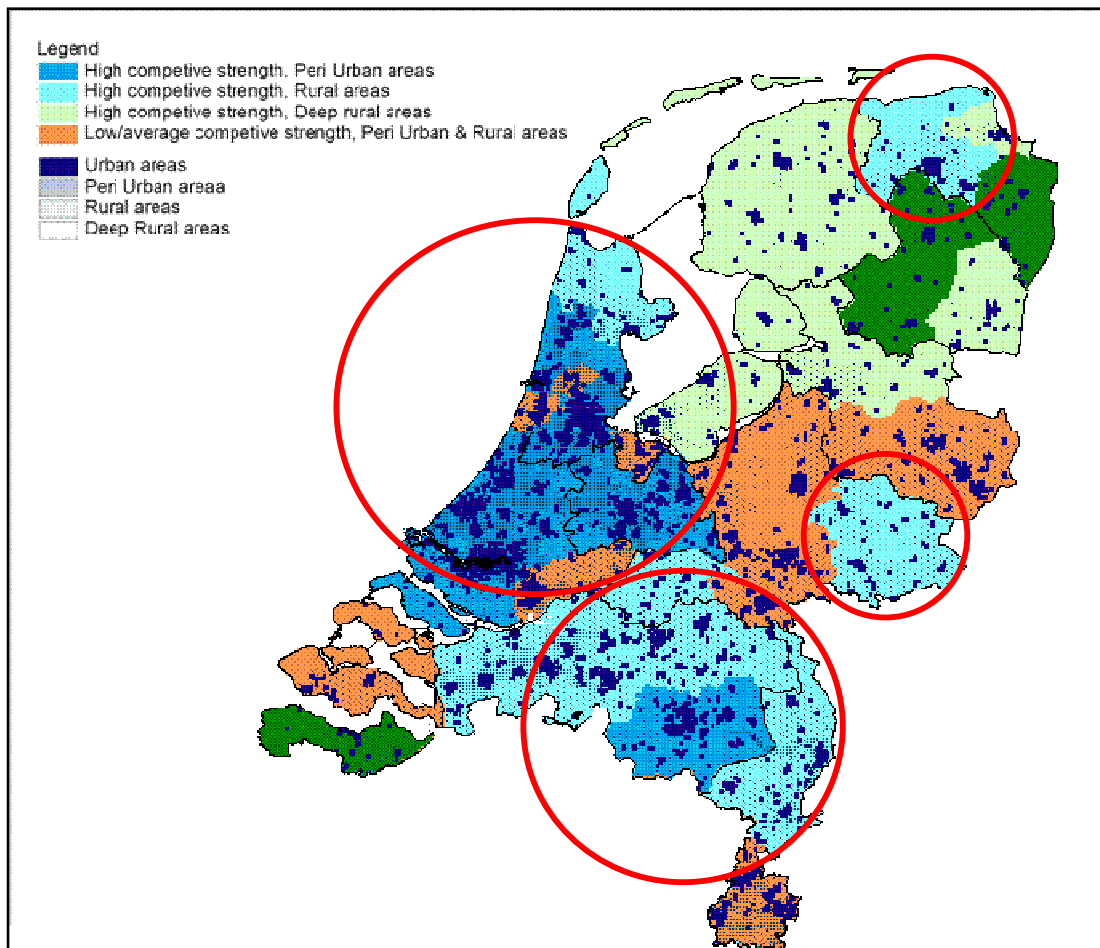 Legend
High competive strength, Peri Urban areas
High competive strength, Rural areas
High competive strength, Deep rural areas
Low/average competive strength, Peri Urban & Rural areas
Urban areas
Peri Urban areaa
Rural areas
Deep Rural areas